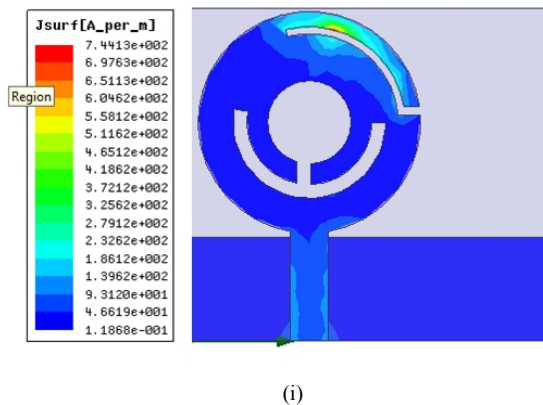 Jsurf[A_per_m]
7.4413e+002
6.9763e+002
6.5113e+002
Region
6.0462e+002
5.5812e+002
5.1162e+002
4.6512e+002
4.1862e+002
3.7212e+002
3.2562e+002
2.7912e+002
2.3262e+002
1.8612e+002
1.3962e+002
9.3120e+001
4.6619e+001
1.1868e-001
(i)